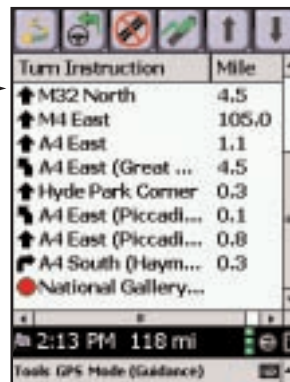 Turn Instruction Mile
M32 North 4.5
M4 East 105.0
A4 East 1.1
A4 East (Great ... 4.5
Hyde Park Corner 0.3
A4 East (Piccadi... 0.1
A4 East (Piccadi... 0.8
A4 South (Haym... 0.3
National Gallery...
2:13 PM 118 mi
Tools GPS Mode (Guidance)